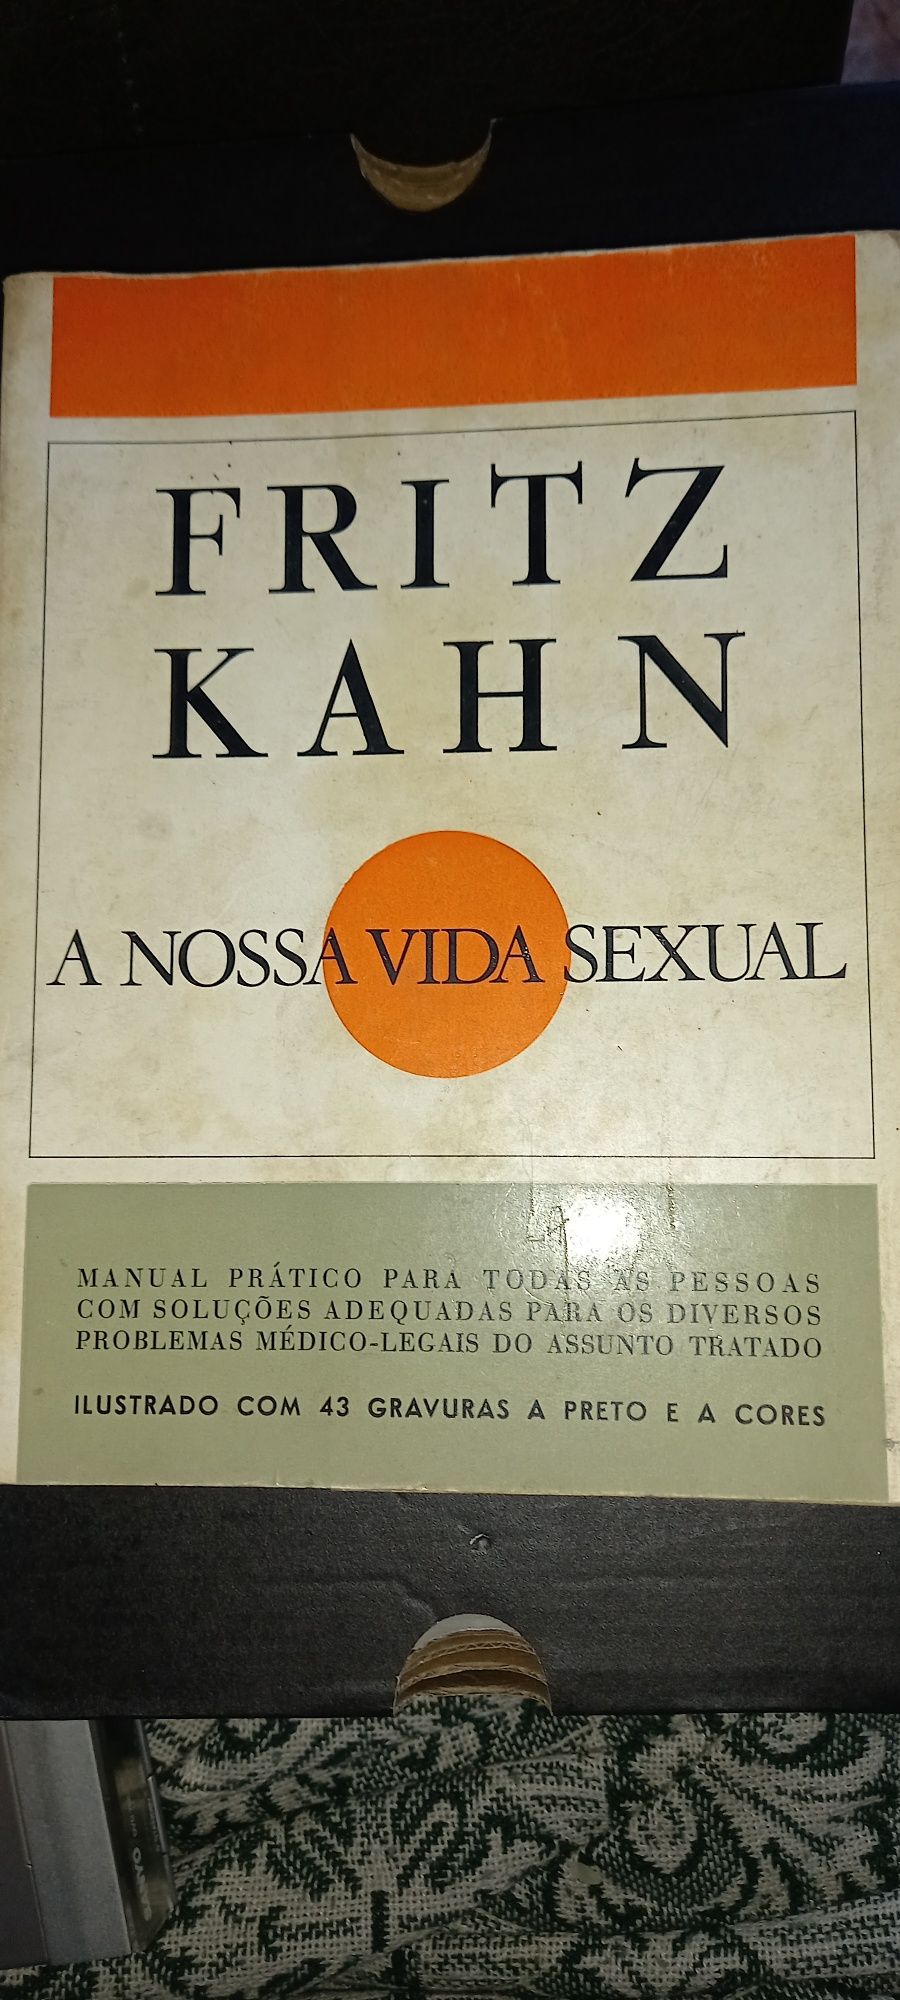 FRITZ
KAHN
A NOSSA VIDA SEXUAL
MANUAL PRÁTICO PARA TODAS AS PESSOAS
COM SOLUÇÕES ADEQUADAS PARA OS DIVERSOS
PROBLEMAS MÉDICO-LEGAIS DO ASSUNTO TRATADO
ILUSTRADO COM 43 GRAVURAS A PRETO E A CORES